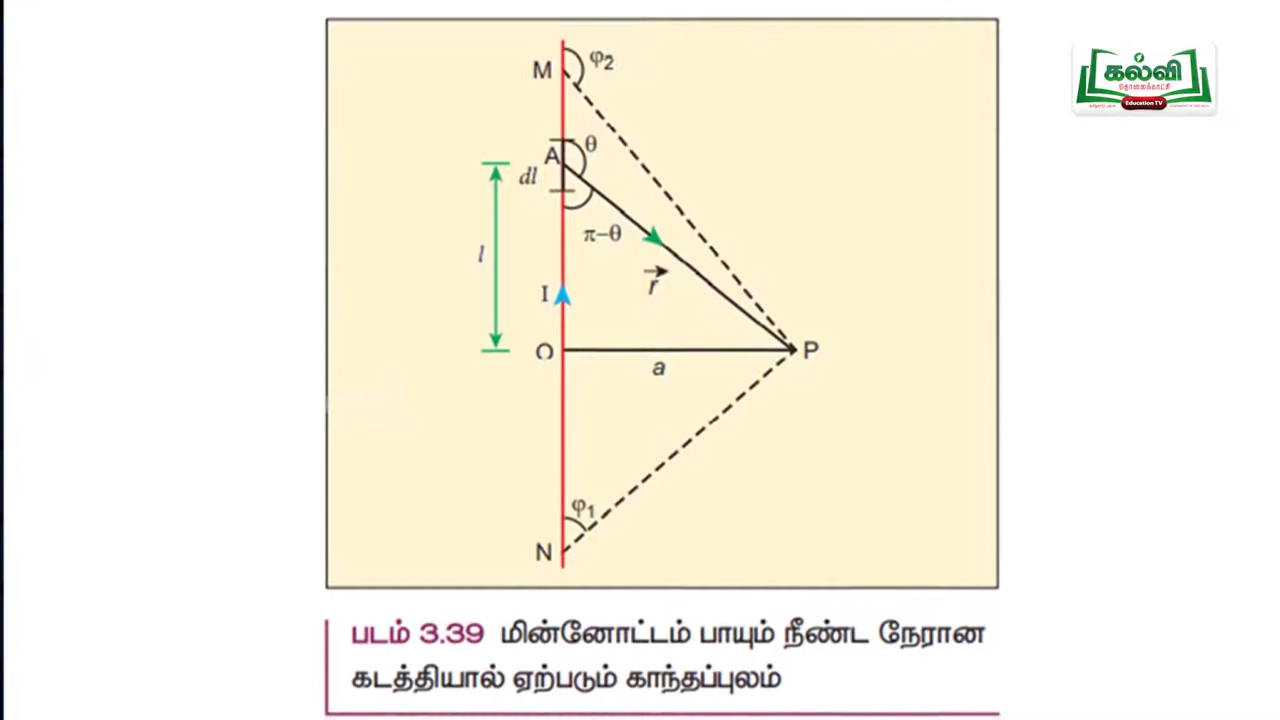 M
φ2
A
θ
dl
π–θ
l
I
r
O
a
P
φ1
N
படம் 3.39 மின்னோட்டம் பாயும் நீண்ட நேரான
கடத்தியால் ஏற்படும் காந்தப்புலம்
கல்வி
தொலைக்காட்சி
Education TV